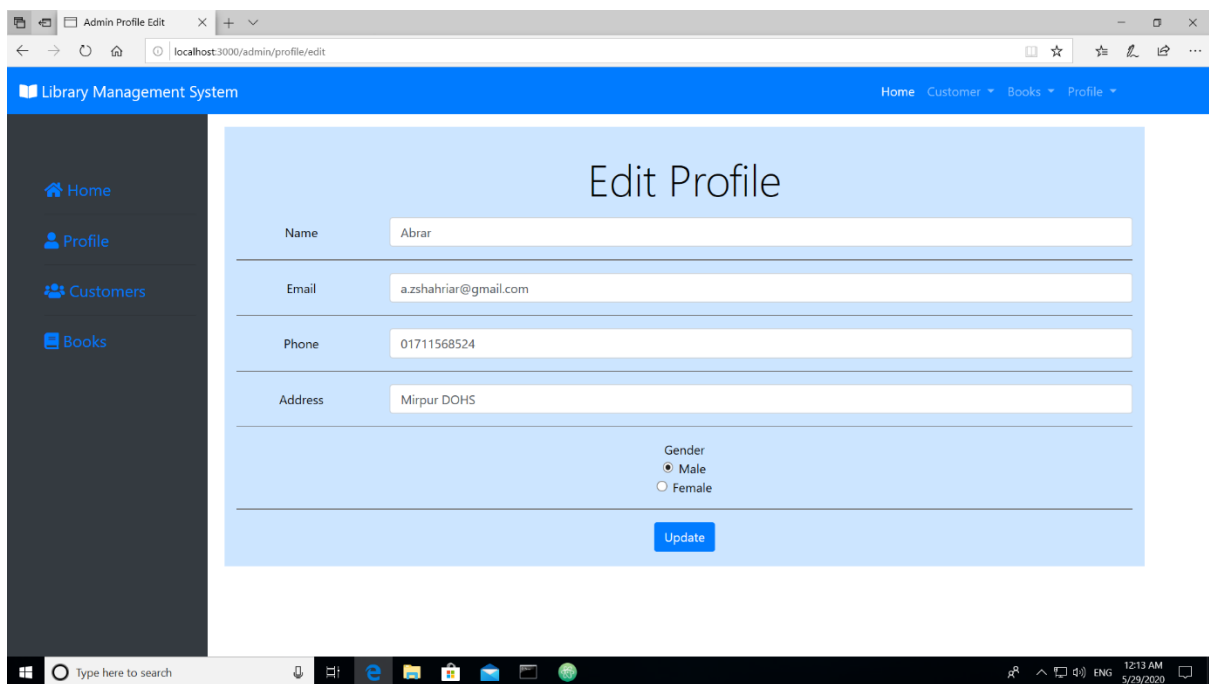 Admin Profile Edit
localhost:3000/admin/profile/edit
Library Management System
Home Customer Books Profile
Home
Profile
Customers
Books
Edit Profile
Name Abrar
Email a.zshahriar@gmail.com
Phone 01711568524
Address Mirpur DOHS
Gender
Male
Female
Update
Type here to search
ENG
12:13 AM
5/29/2020